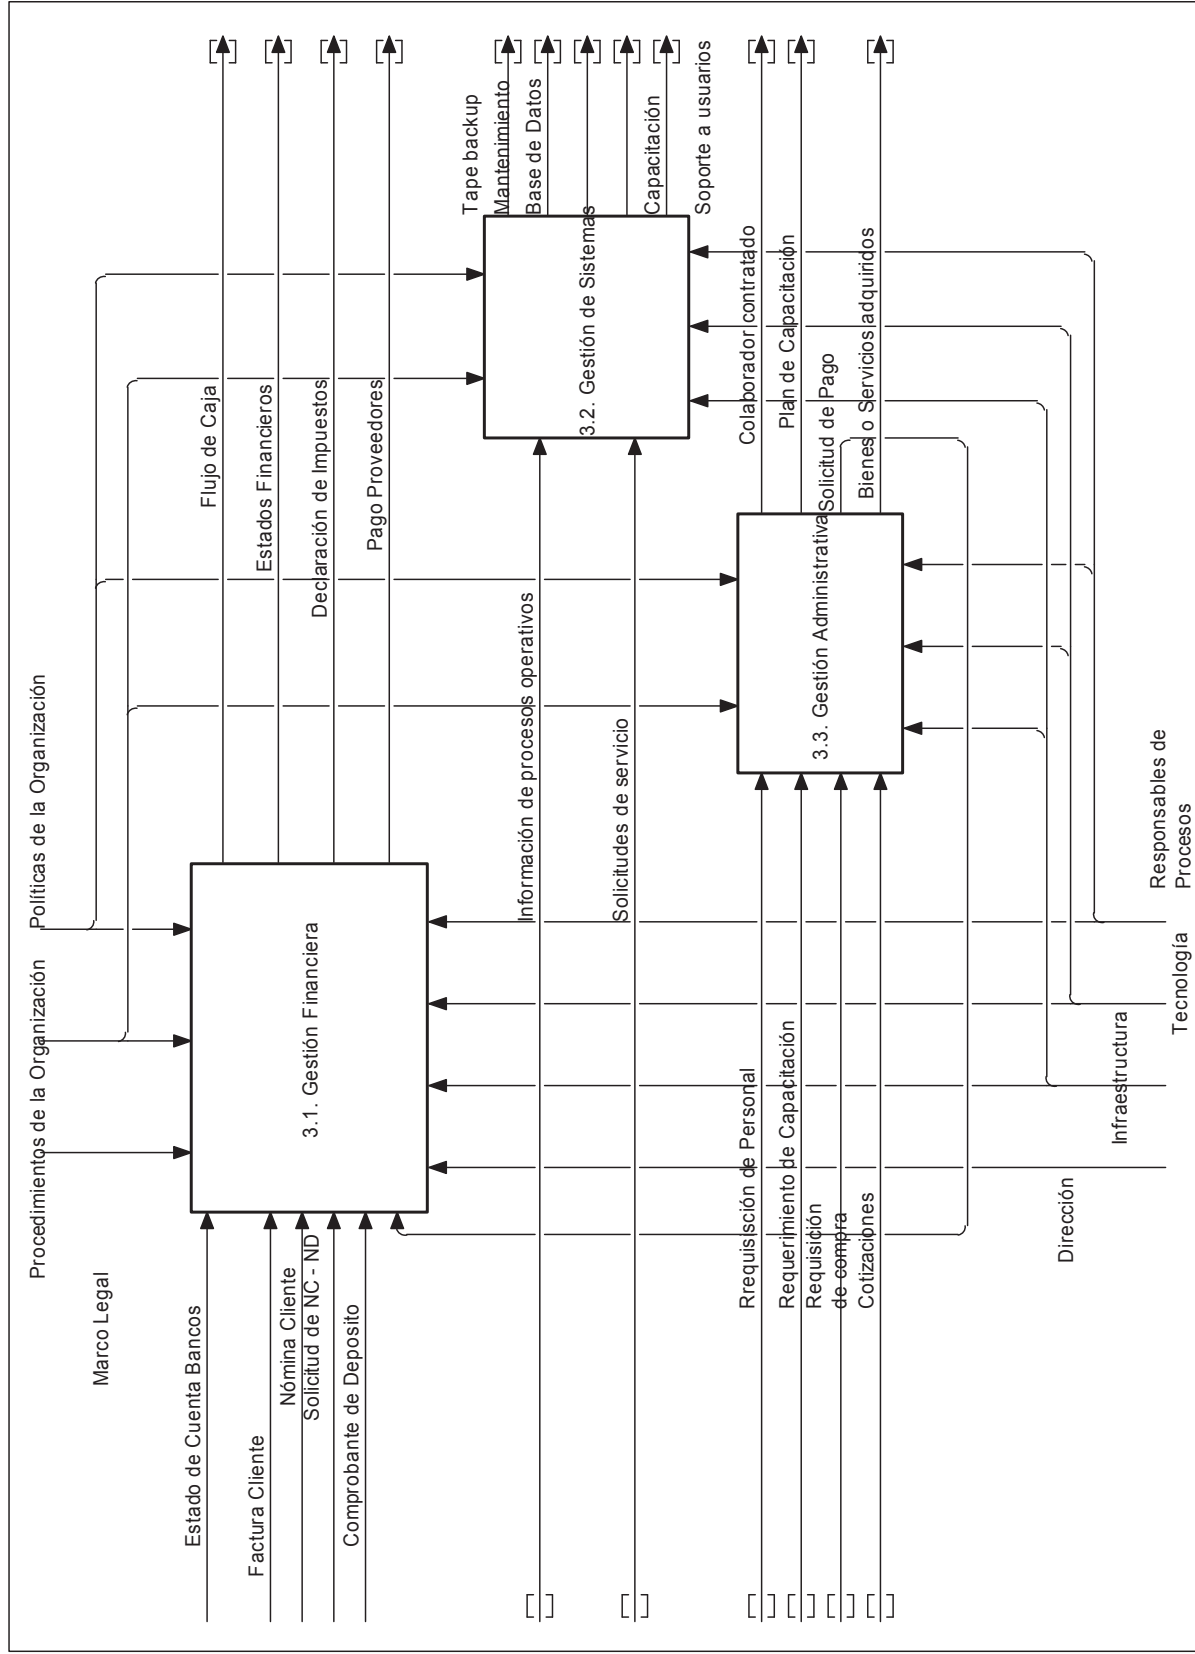 Procedimientos de la Organización
Políticas de la Organización
Marco Legal
Estado de Cuenta Bancos
Factura Cliente
Nómina Cliente
Solicitud de NC - ND
Comprobante de Deposito
3.1. Gestión Financiera
Flujo de Caja
Estados Financieros
Declaración de Impuestos
Pago Proveedores
Tape backup
Mantenimiento
Base de Datos
Capacitación
Soporte a usuarios
3.2. Gestión de Sistemas
Información de procesos operativos
Solicitudes de servicio
Rrequisisción de Personal
Requerimiento de Capacitación
Requisición
de compra
Cotizaciones
3.3. Gestión Administrativa
Colaborador contratado
Plan de Capacitación
Solicitud de Pago
Bienes o Servicios adquiridos
Dirección
Infraestructura
Tecnología
Responsables de
Procesos